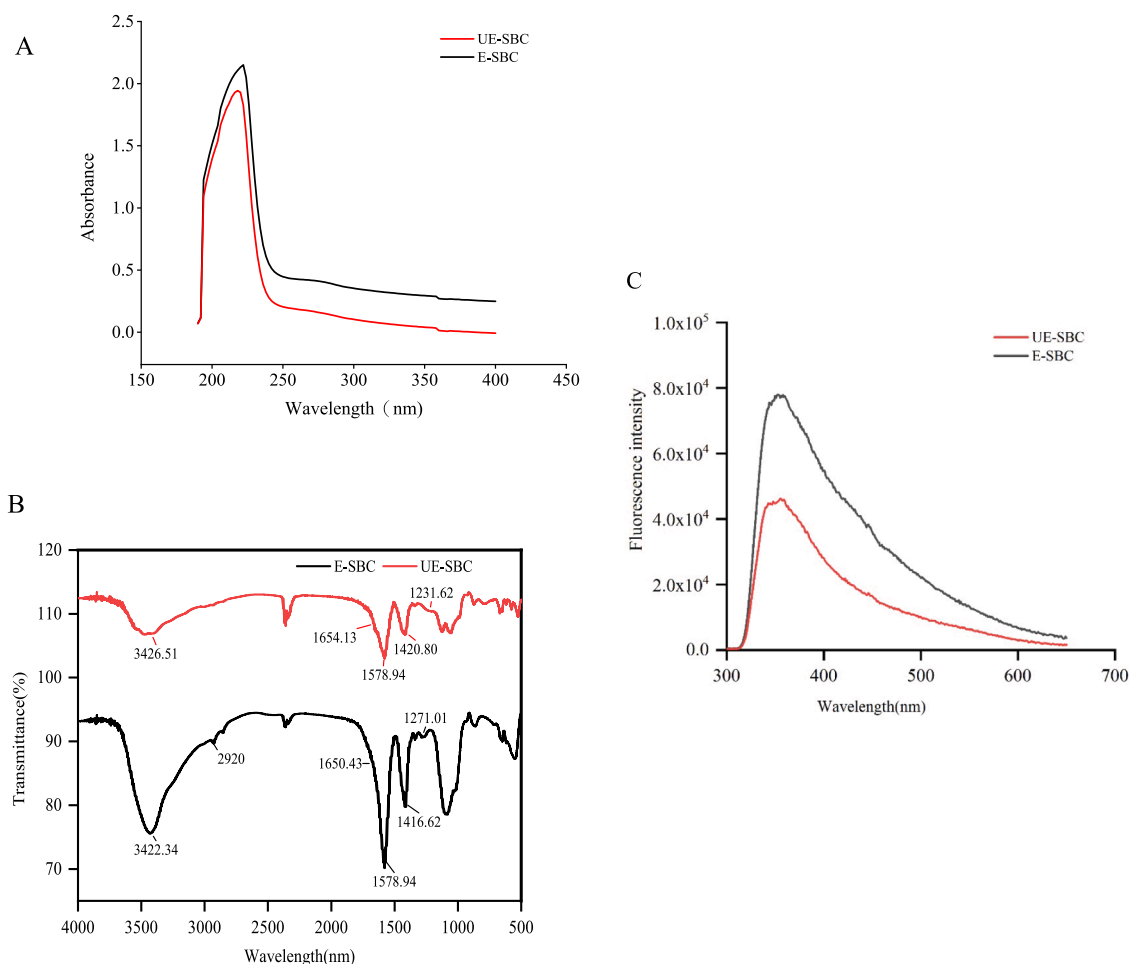 A
2.5
2.0
1.5
1.0
0.5
0.0
Absorbance
UE-SBC
E-SBC
150 200 250 300 350 400 450
Wavelength ( nm)
B
120
110
100
90
80
70
Transmittance(%)
E-SBC UE-SBC
1231.62
1654.13
1420.80
3426.51
1578.94
1271.01
2920
1650.43
1416.62
3422.34
1578.94
4000 3500 3000 2500 2000 1500 1000 500
Wavelength(nm)
C
1.0x10⁵
8.0x10⁴
6.0x10⁴
4.0x10⁴
2.0x10⁴
0.0
Fluorescence intensity
UE-SBC
E-SBC
300 400 500 600 700
Wavelength(nm)